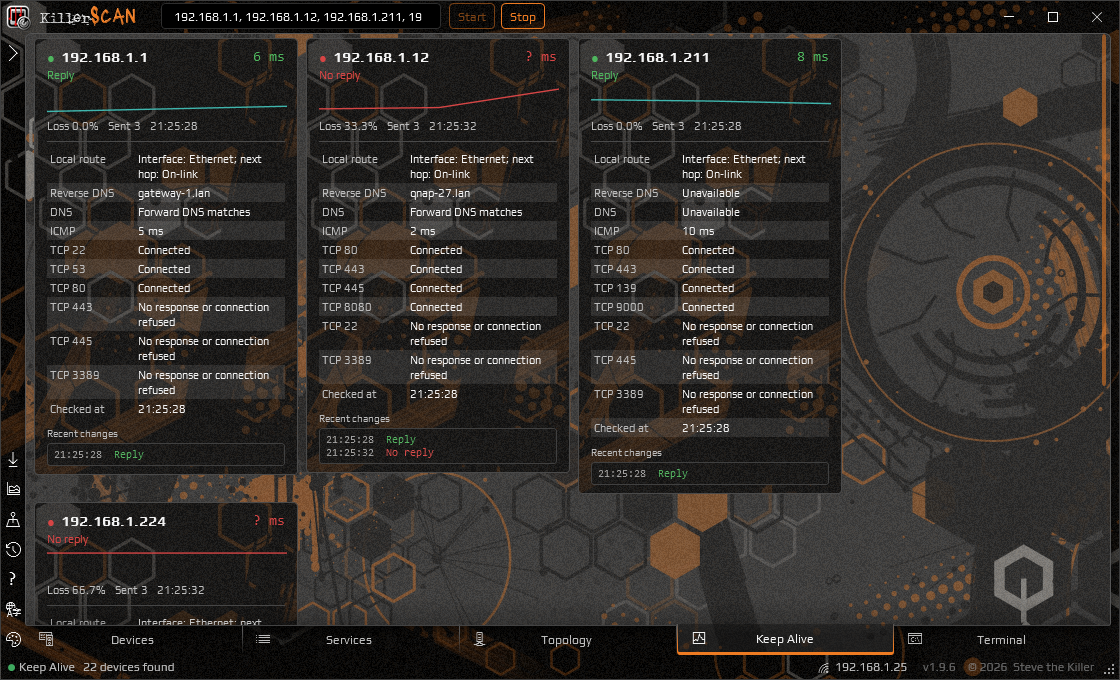 KillerSCAN
192.168.1.1, 192.168.1.12, 192.168.1.211, 19
Start
Stop
192.168.1.1
6 ms
Reply
Loss 0.0% Sent 3 21:25:28
Local route Interface: Ethernet; next
hop: On-link
Reverse DNS gateway-1.lan
DNS Forward DNS matches
ICMP 5 ms
TCP 22 Connected
TCP 53 Connected
TCP 80 Connected
TCP 443 No response or connection
refused
TCP 445 No response or connection
refused
TCP 3389 No response or connection
refused
Checked at 21:25:28
Recent changes
21:25:28 Reply
192.168.1.12
? ms
No reply
Loss 33.3% Sent 3 21:25:32
Local route Interface: Ethernet; next
hop: On-link
Reverse DNS qnap-27.lan
DNS Forward DNS matches
ICMP 2 ms
TCP 80 Connected
TCP 443 Connected
TCP 445 Connected
TCP 8080 Connected
TCP 22 No response or connection
refused
TCP 3389 No response or connection
refused
Checked at 21:25:28
Recent changes
21:25:28 Reply
21:25:32 No reply
192.168.1.211
8 ms
Reply
Loss 0.0% Sent 3 21:25:28
Local route Interface: Ethernet; next
hop: On-link
Reverse DNS Unavailable
DNS Unavailable
ICMP 10 ms
TCP 80 Connected
TCP 443 Connected
TCP 139 Connected
TCP 9000 Connected
TCP 22 No response or connection
refused
TCP 445 No response or connection
refused
TCP 3389 No response or connection
refused
Checked at 21:25:28
Recent changes
21:25:28 Reply
192.168.1.224
? ms
No reply
Loss 66.7% Sent 3 21:25:32
Local route Interface: Ethernet; next
Devices
Services
Topology
Keep Alive
Terminal
Keep Alive 22 devices found
192.168.1.25 v1.9.6 © 2026 Steve the Killer